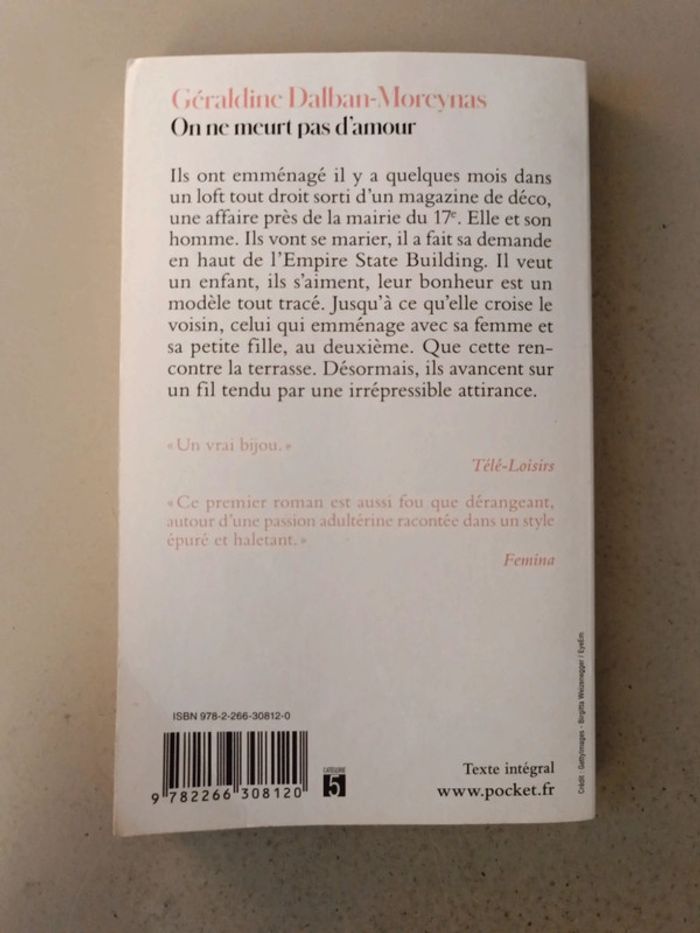 Géraldine Dalban-Moreynas
On ne meurt pas d'amour
Ils ont emménagé il y a quelques mois dans
un loft tout droit sorti d'un magazine de déco,
une affaire près de la mairie du 17e. Elle et son
homme. Ils vont se marier, il a fait sa demande
en haut de l'Empire State Building. Il veut
un enfant, ils s'aiment, leur bonheur est un
modèle tout tracé. Jusqu'à ce qu'elle croise le
voisin, celui qui emménage avec sa femme et
sa petite fille, au deuxième. Que cette ren-
contre la terrasse. Désormais, ils avancent sur
un fil tendu par une irrépressible attirance.
« Un vrai bijou. »
Télé-Loisirs
« Ce premier roman est aussi fou que dérangeant,
autour d'une passion adultérine racontée dans un style
épuré et haletant. »
Femina
ISBN 978-2-266-30812-0
9 782266 308120
CATÉGORIE
5
Texte intégral
www.pocket.fr
Crédit : GettyImages - Birgitta Weizenegger / EyeEm